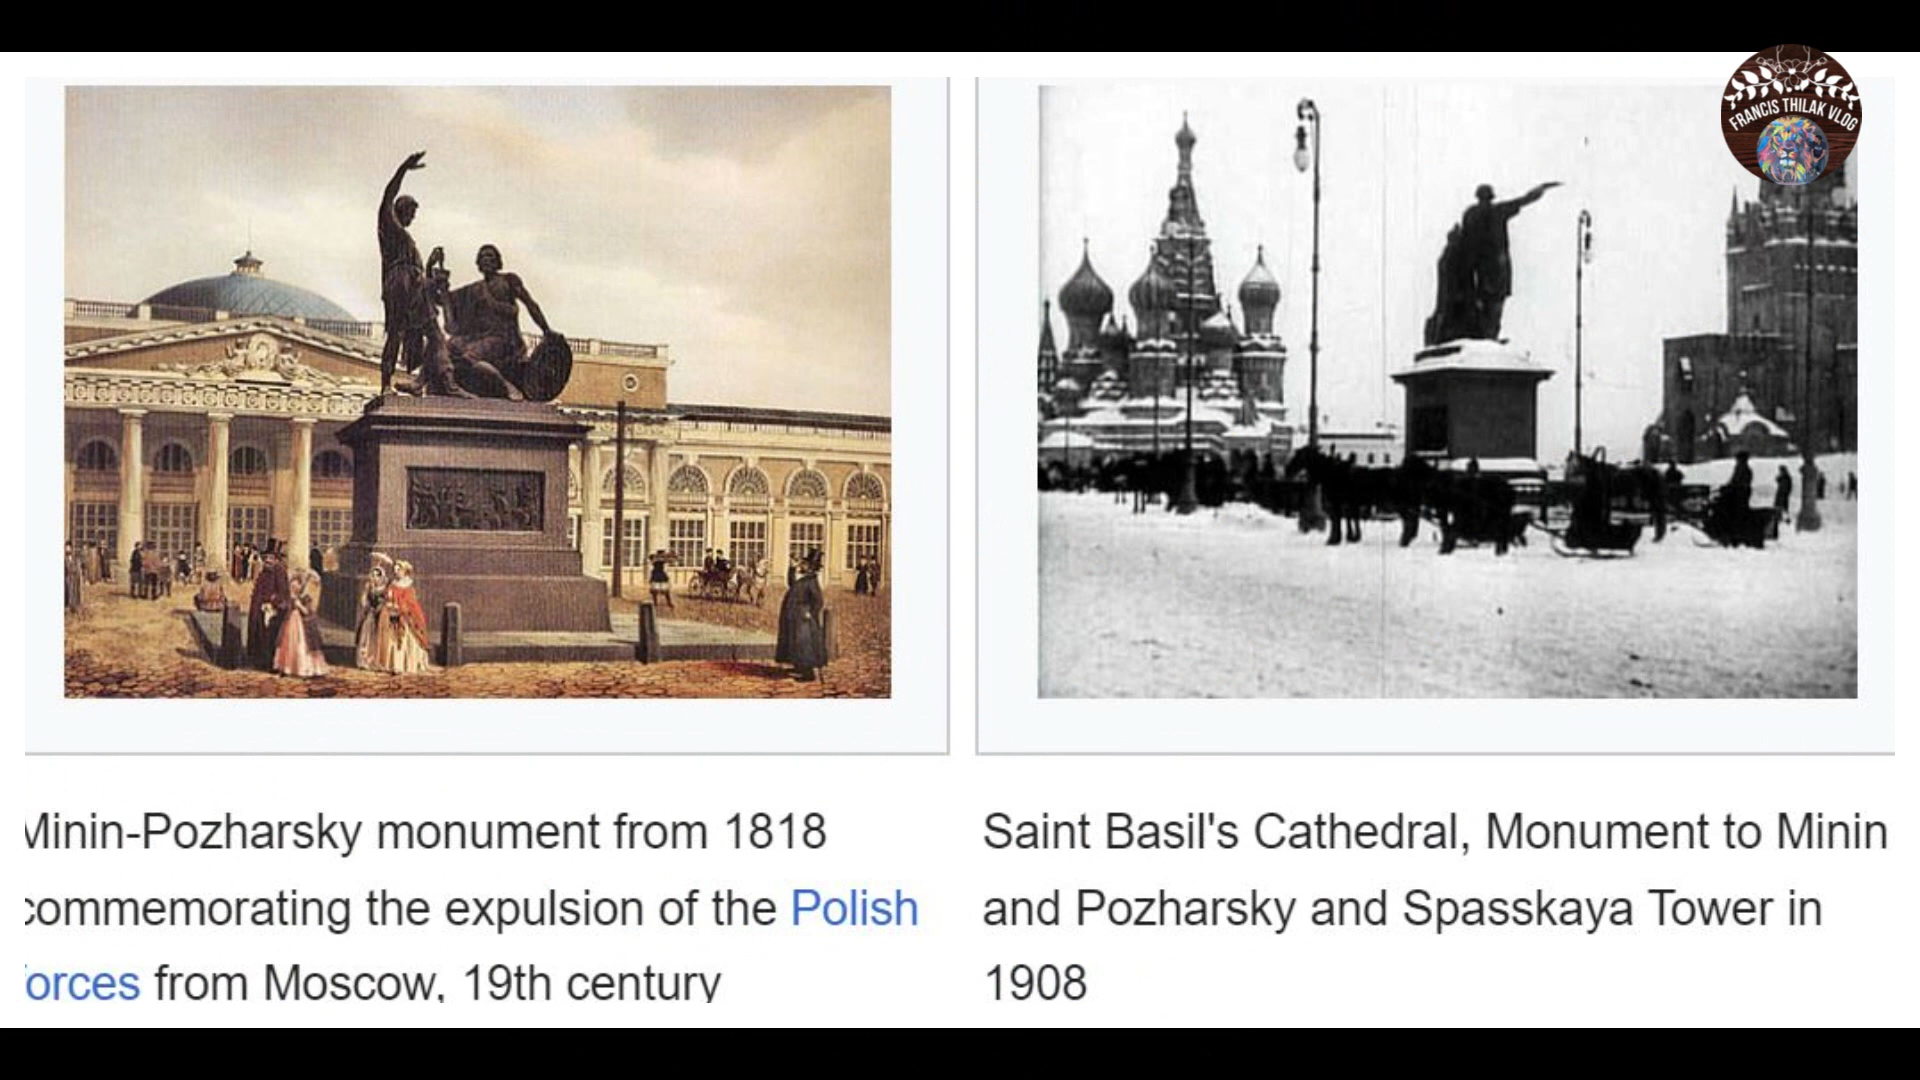 FRANCIS THILAK VLOG
Minin-Pozharsky monument from 1818
commemorating the expulsion of the Polish
forces from Moscow, 19th century
Saint Basil's Cathedral, Monument to Minin
and Pozharsky and Spasskaya Tower in
1908